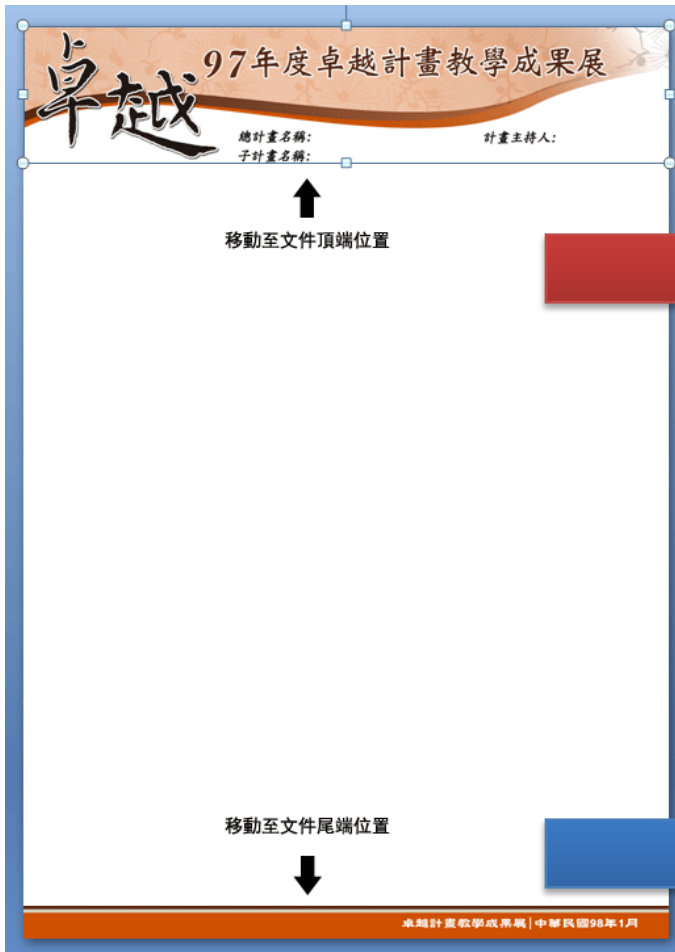 卓越
97年度卓越計畫教學成果展
總計畫名稱:
計畫主持人:
子計畫名稱:
移動至文件頂端位置
移動至文件尾端位置
卓越計畫教學成果展|中華民國98年1月